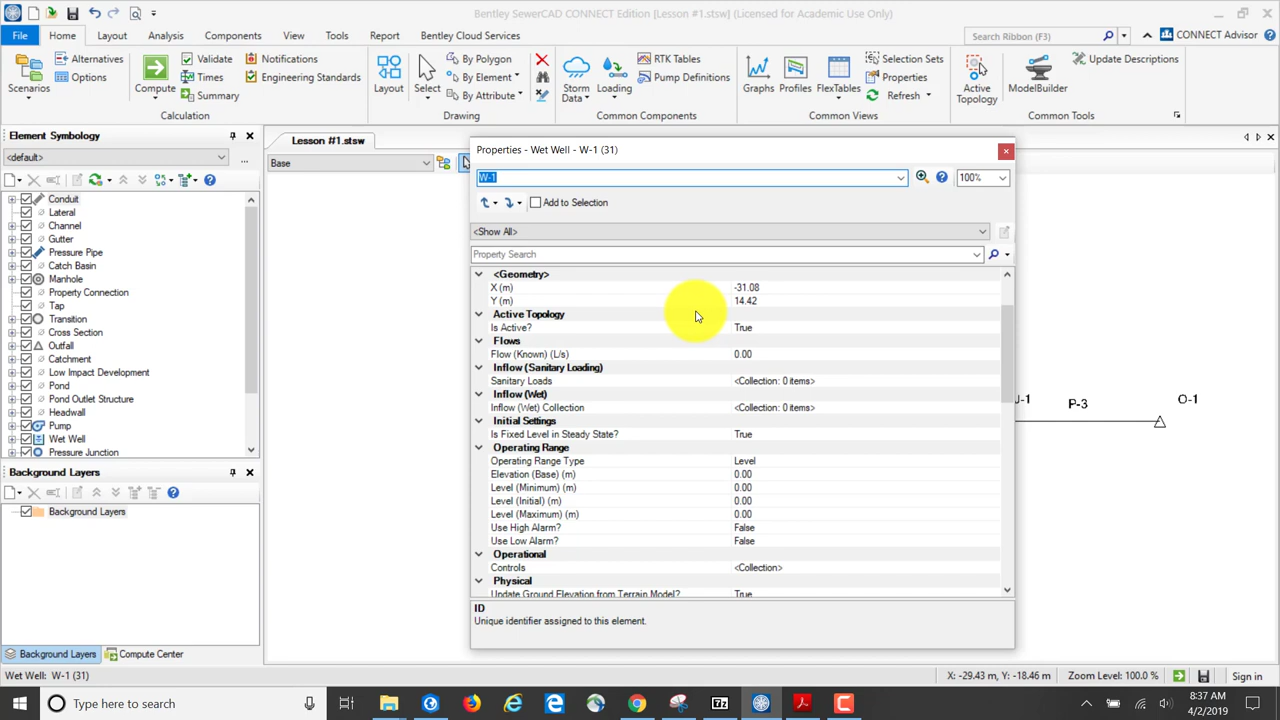 Bentley SewerCAD CONNECT Edition [Lesson #1.stsw] (Licensed for Academic Use Only)
File Home Layout Analysis Components View Tools Report Bentley Cloud Services Search Ribbon (F3) CONNECT Advisor
Scenarios
Alternatives
Options
Compute
Validate
Times
Summary
Notifications
Engineering Standards
Calculation
Layout
Select
By Polygon
By Element
By Attribute
Drawing
Storm Data
Loading
RTK Tables
Pump Definitions
Common Components
Graphs
Profiles
FlexTables
Selection Sets
Properties
Refresh
Common Views
Active Topology
ModelBuilder
Update Descriptions
Common Tools
Element Symbology
<default>
...
Conduit
Lateral
Channel
Gutter
Pressure Pipe
Catch Basin
Manhole
Property Connection
Tap
Transition
Cross Section
Outfall
Catchment
Low Impact Development
Pond
Pond Outlet Structure
Headwall
Pump
Wet Well
Pressure Junction
Background Layers
Background Layers
Background Layers Compute Center
Lesson #1.stsw
Base
Properties - Wet Well - W-1 (31)
W-1
100%
Add to Selection
<Show All>
Property Search
<Geometry>
X (m) -31.08
Y (m) 14.42
Active Topology
Is Active? True
Flows
Flow (Known) (L/s) 0.00
Inflow (Sanitary Loading)
Sanitary Loads <Collection: 0 items>
Inflow (Wet)
Inflow (Wet) Collection <Collection: 0 items>
Initial Settings
Is Fixed Level in Steady State? True
Operating Range
Operating Range Type Level
Elevation (Base) (m) 0.00
Level (Minimum) (m) 0.00
Level (Initial) (m) 0.00
Level (Maximum) (m) 0.00
Use High Alarm? False
Use Low Alarm? False
Operational
Controls <Collection>
Physical
Update Ground Elevation from Terrain Model? True
ID
Unique identifier assigned to this element.
P-3
O-1
Wet Well: W-1 (31)
X: -29.43 m, Y: -18.46 m Zoom Level: 100.0 % Sign in
Type here to search
8:37 AM
4/2/2019